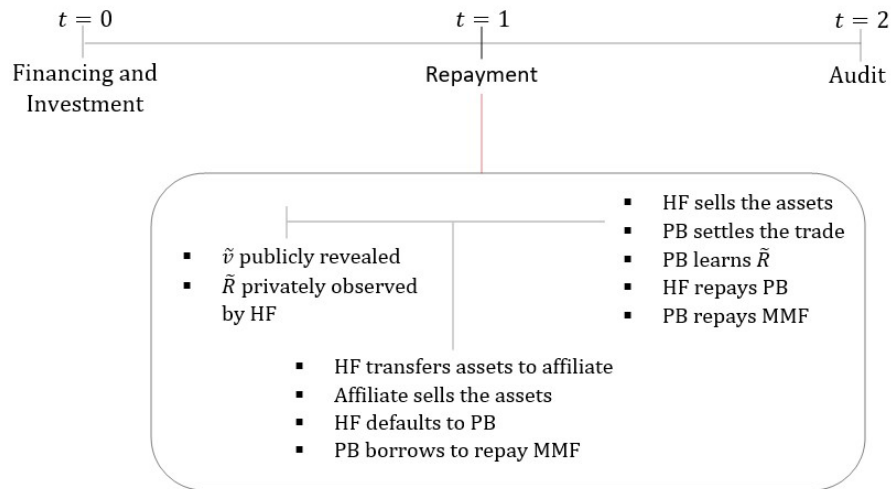 t = 0
t = 1
t = 2
Financing and
Investment
Repayment
Audit
▪ ṽ publicly revealed
▪ R̃ privately observed
by HF
▪ HF transfers assets to affiliate
▪ Affiliate sells the assets
▪ HF defaults to PB
▪ PB borrows to repay MMF
▪ HF sells the assets
▪ PB settles the trade
▪ PB learns R̃
▪ HF repays PB
▪ PB repays MMF